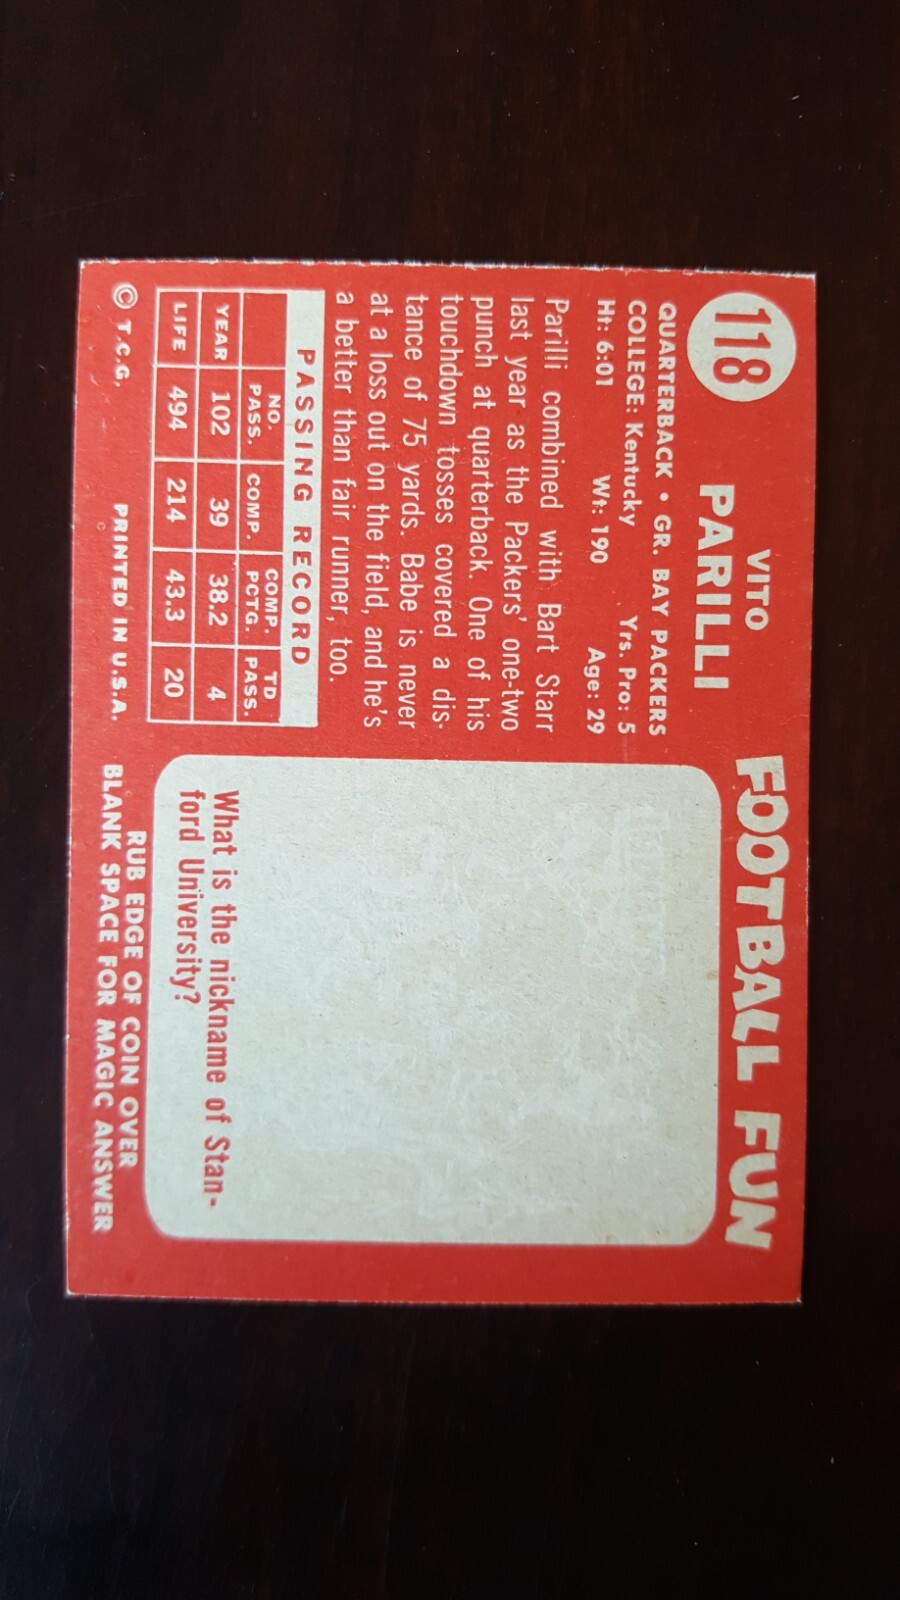 118
VITO
PARILLI
QUARTERBACK • GR. BAY PACKERS
COLLEGE: Kentucky Yrs. Pro: 5
Ht: 6:01 Wt: 190 Age: 29
Parilli combined with Bart Starr
last year as the Packers' one-two
punch at quarterback. One of his
touchdown tosses covered a dis-
tance of 75 yards. Babe is never
at a loss out on the field, and he's
a better than fair runner, too.
PASSING RECORD
NO. PASS. COMP. COMP. PCTG. TD PASS.
YEAR 102 39 38.2 4
LIFE 494 214 43.3 20
© T.C.G. PRINTED IN U.S.A.
FOOTBALL FUN
What is the nickname of Stan-
ford University?
RUB EDGE OF COIN OVER
BLANK SPACE FOR MAGIC ANSWER